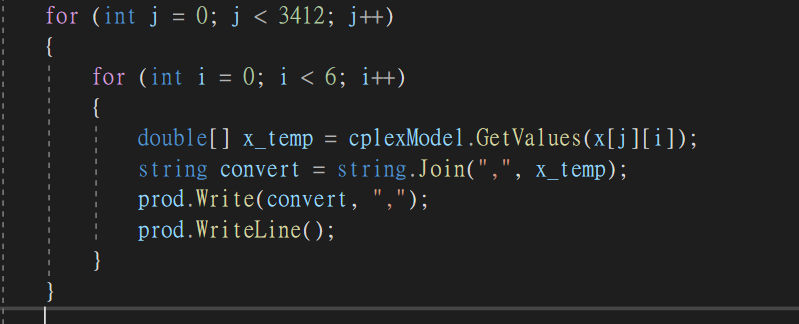 for (int j = 0; j < 3412; j++)
{
for (int i = 0; i < 6; i++)
{
double[] x_temp = cplexModel.GetValues(x[j][i]);
string convert = string.Join(",", x_temp);
prod.Write(convert, ",");
prod.WriteLine();
}
}